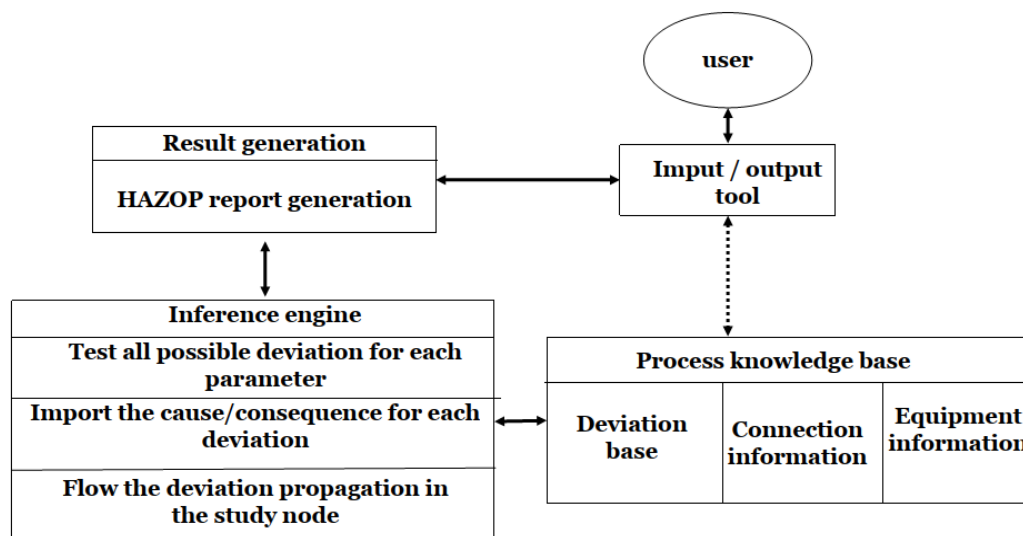 user
Result generation
HAZOP report generation
Imput / output
tool
Inference engine
Test all possible deviation for each
parameter
Import the cause/consequence for each
deviation
Flow the deviation propagation in
the study node
Process knowledge base
Deviation
base
Connection
information
Equipment
information